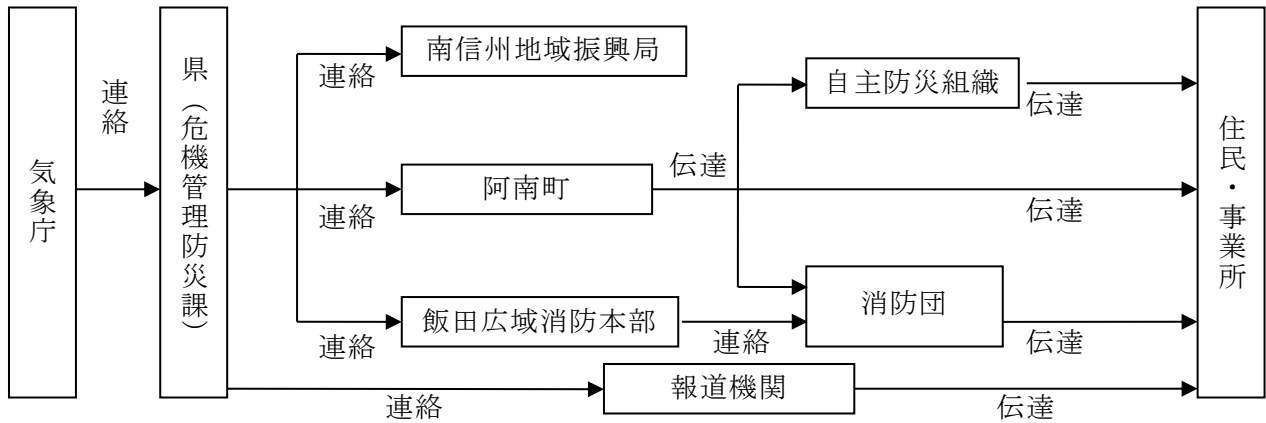 気象庁
連絡
県（危機管理防災課）
連絡
南信州地域振興局
連絡
阿南町
連絡
飯田広域消防本部
連絡
報道機関
伝達
連絡
自主防災組織
消防団
伝達
伝達
伝達
伝達
住民・事業所